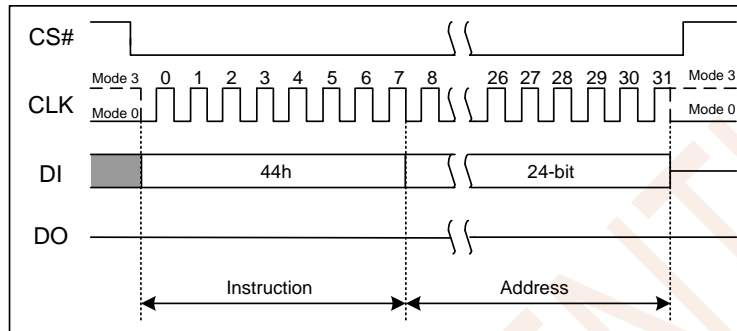 CS#
Mode 3 0 1 2 3 4 5 6 7 8 26 27 28 29 30 31 Mode 3
CLK
Mode 0 Mode 0
DI 44h 24-bit
DO
Instruction Address